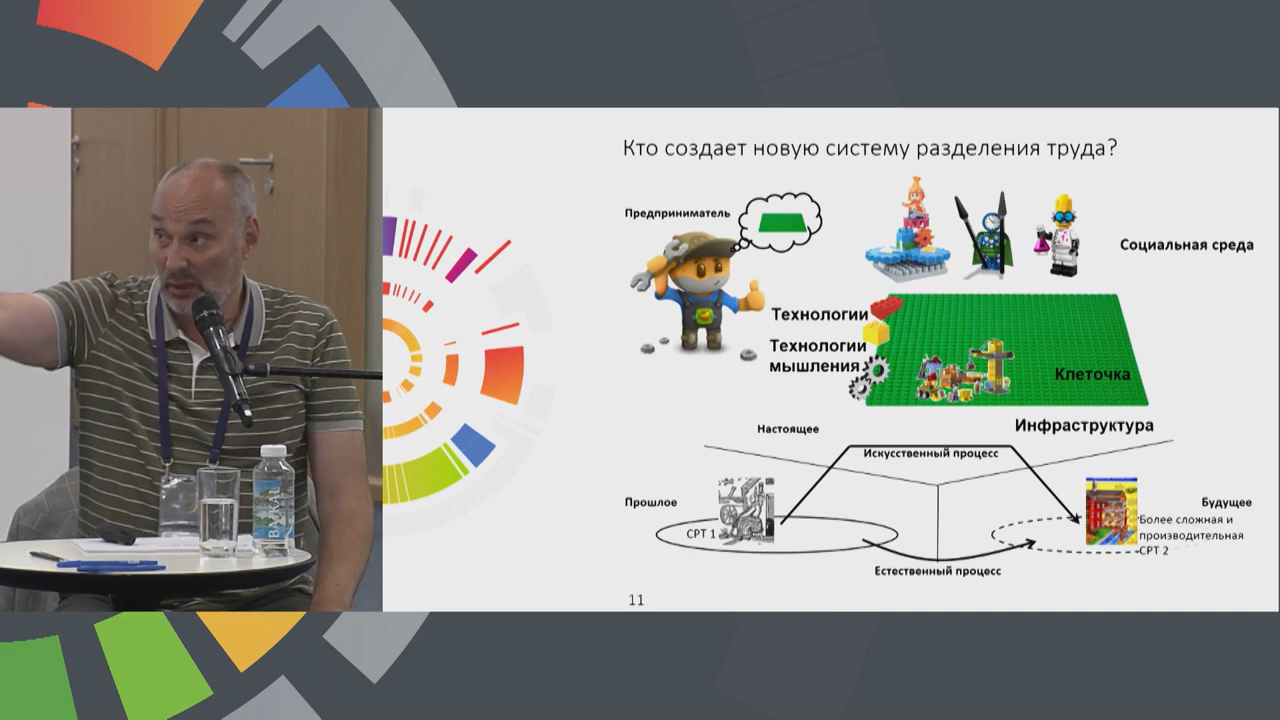 Кто создает новую систему разделения труда?
Предприниматель
Социальная среда
Технологии
Технологии
мышления
Клеточка
Инфраструктура
Настоящее
Искусственный процесс
Прошлое
Будущее
СРТ 1
Более сложная и
производительная
СРТ 2
Естественный процесс
11
БАЙКАЛ